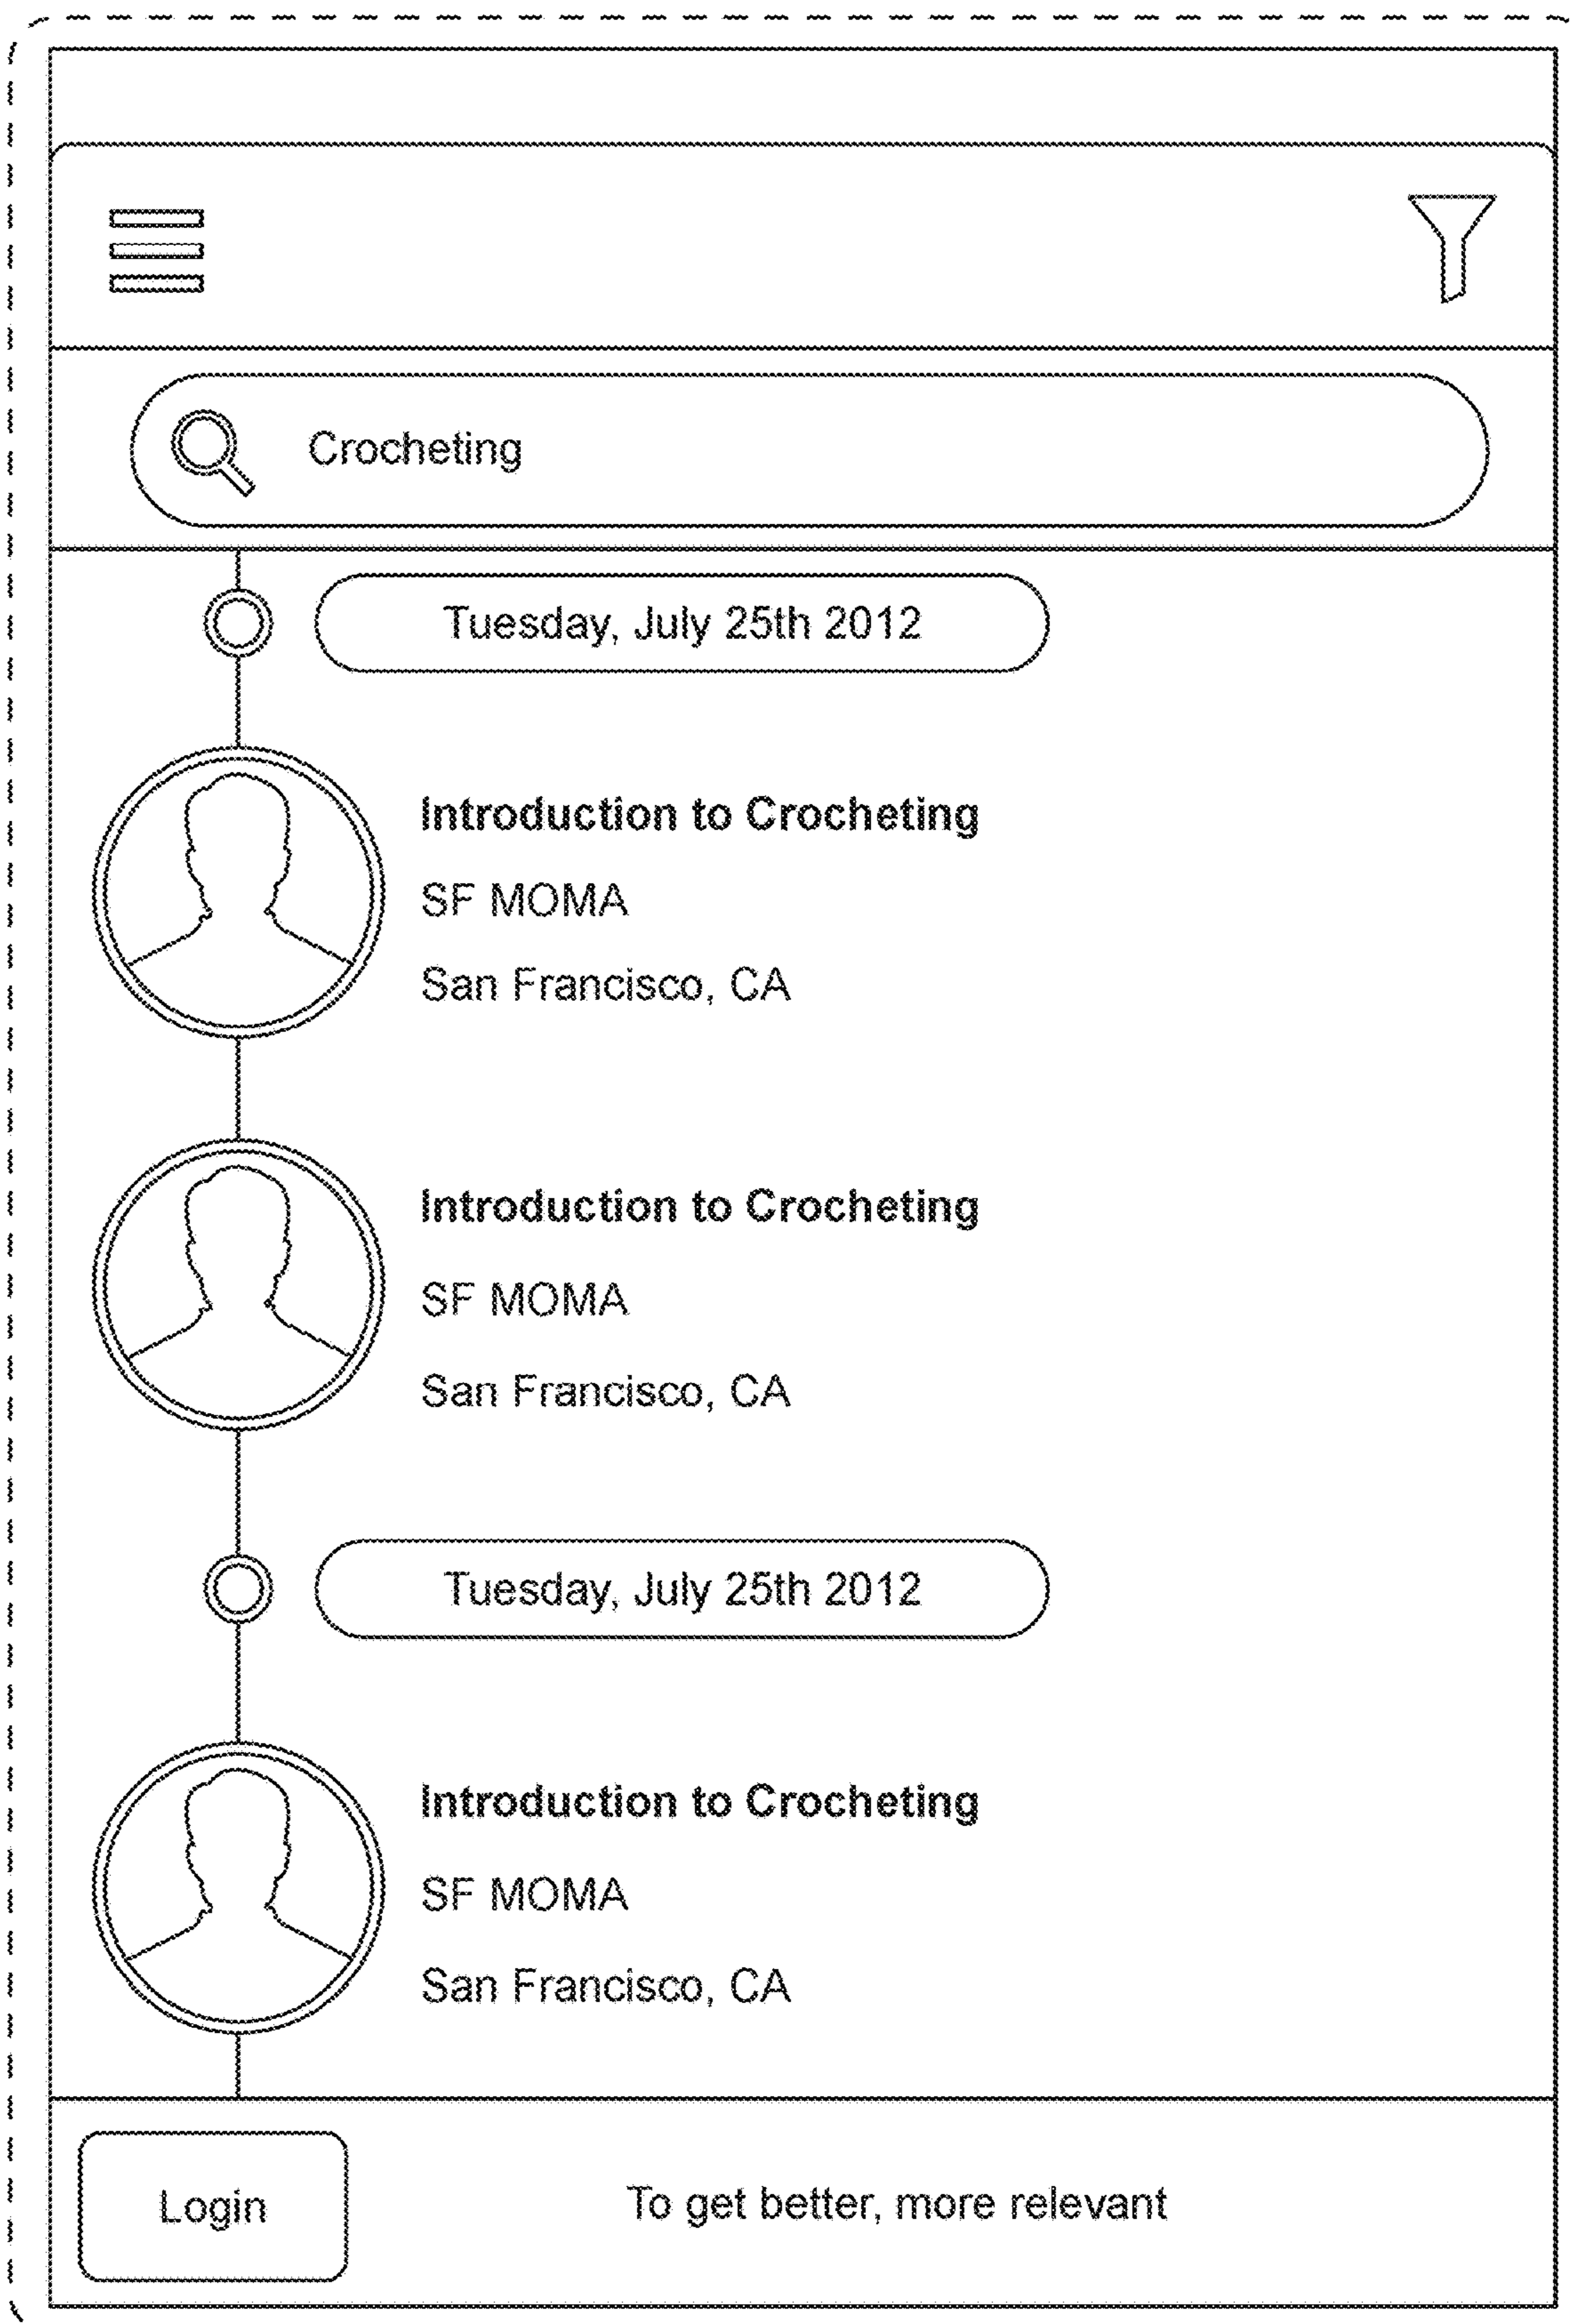 Crocheting
Tuesday, July 25th 2012
Introduction to Crocheting
SF MOMA
San Francisco, CA
Introduction to Crocheting
SF MOMA
San Francisco, CA
Tuesday, July 25th 2012
Introduction to Crocheting
SF MOMA
San Francisco, CA
Login
To get better, more relevant